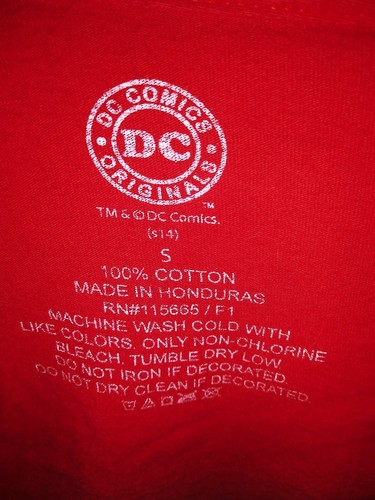 DC COMICS
DC
ORIGINALS
™
TM & © DC Comics.
(s14)
S
100% COTTON
MADE IN HONDURAS
RN#115665 / F1
MACHINE WASH COLD WITH
LIKE COLORS. ONLY NON-CHLORINE
BLEACH. TUMBLE DRY LOW
DO NOT IRON IF DECORATED.
DO NOT DRY CLEAN IF DECORATED.